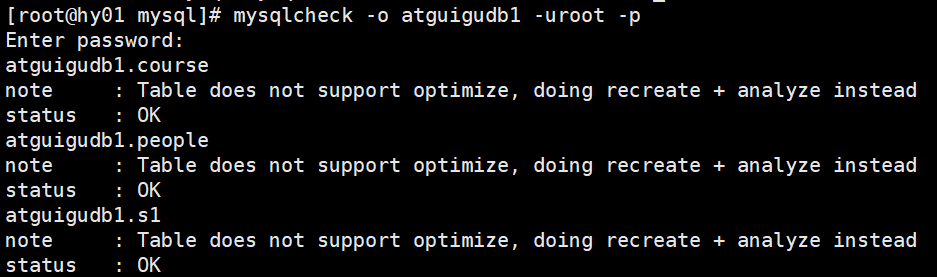 [root@hy01 mysql]# mysqlcheck -o atguigudb1 -uroot -p
Enter password:
atguigudb1.course
note     : Table does not support optimize, doing recreate + analyze instead
status   : OK
atguigudb1.people
note     : Table does not support optimize, doing recreate + analyze instead
status   : OK
atguigudb1.s1
note     : Table does not support optimize, doing recreate + analyze instead
status   : OK